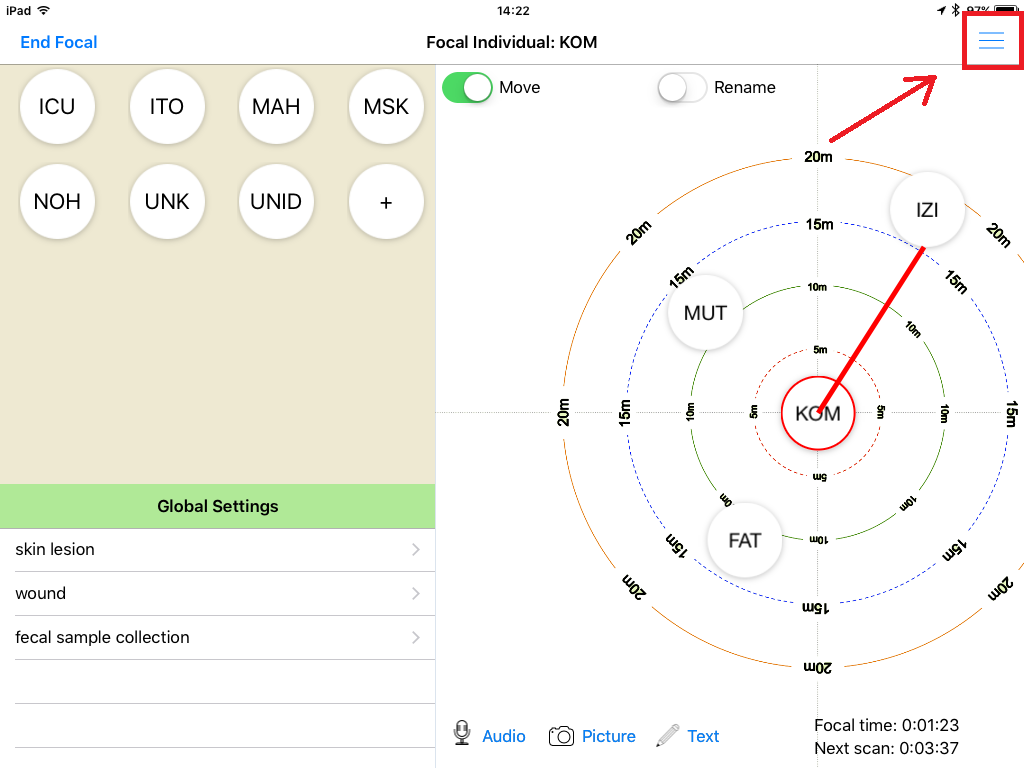 iPad 14:22 97%
End Focal Focal Individual: KOM
ICU ITO MAH MSK
NOH UNK UNID +
Global Settings
skin lesion
wound
fecal sample collection
Move Rename
20m
IZI
20m
20m
15m
15m
15m
10m
MUT
10m
5m
20m
15m
10m
5m
KOM
5m
10m
15m
5m
0m
10m
FAT
10m
15m
15m
20m
20m
15m
20m
Audio Picture Text
Focal time: 0:01:23
Next scan: 0:03:37